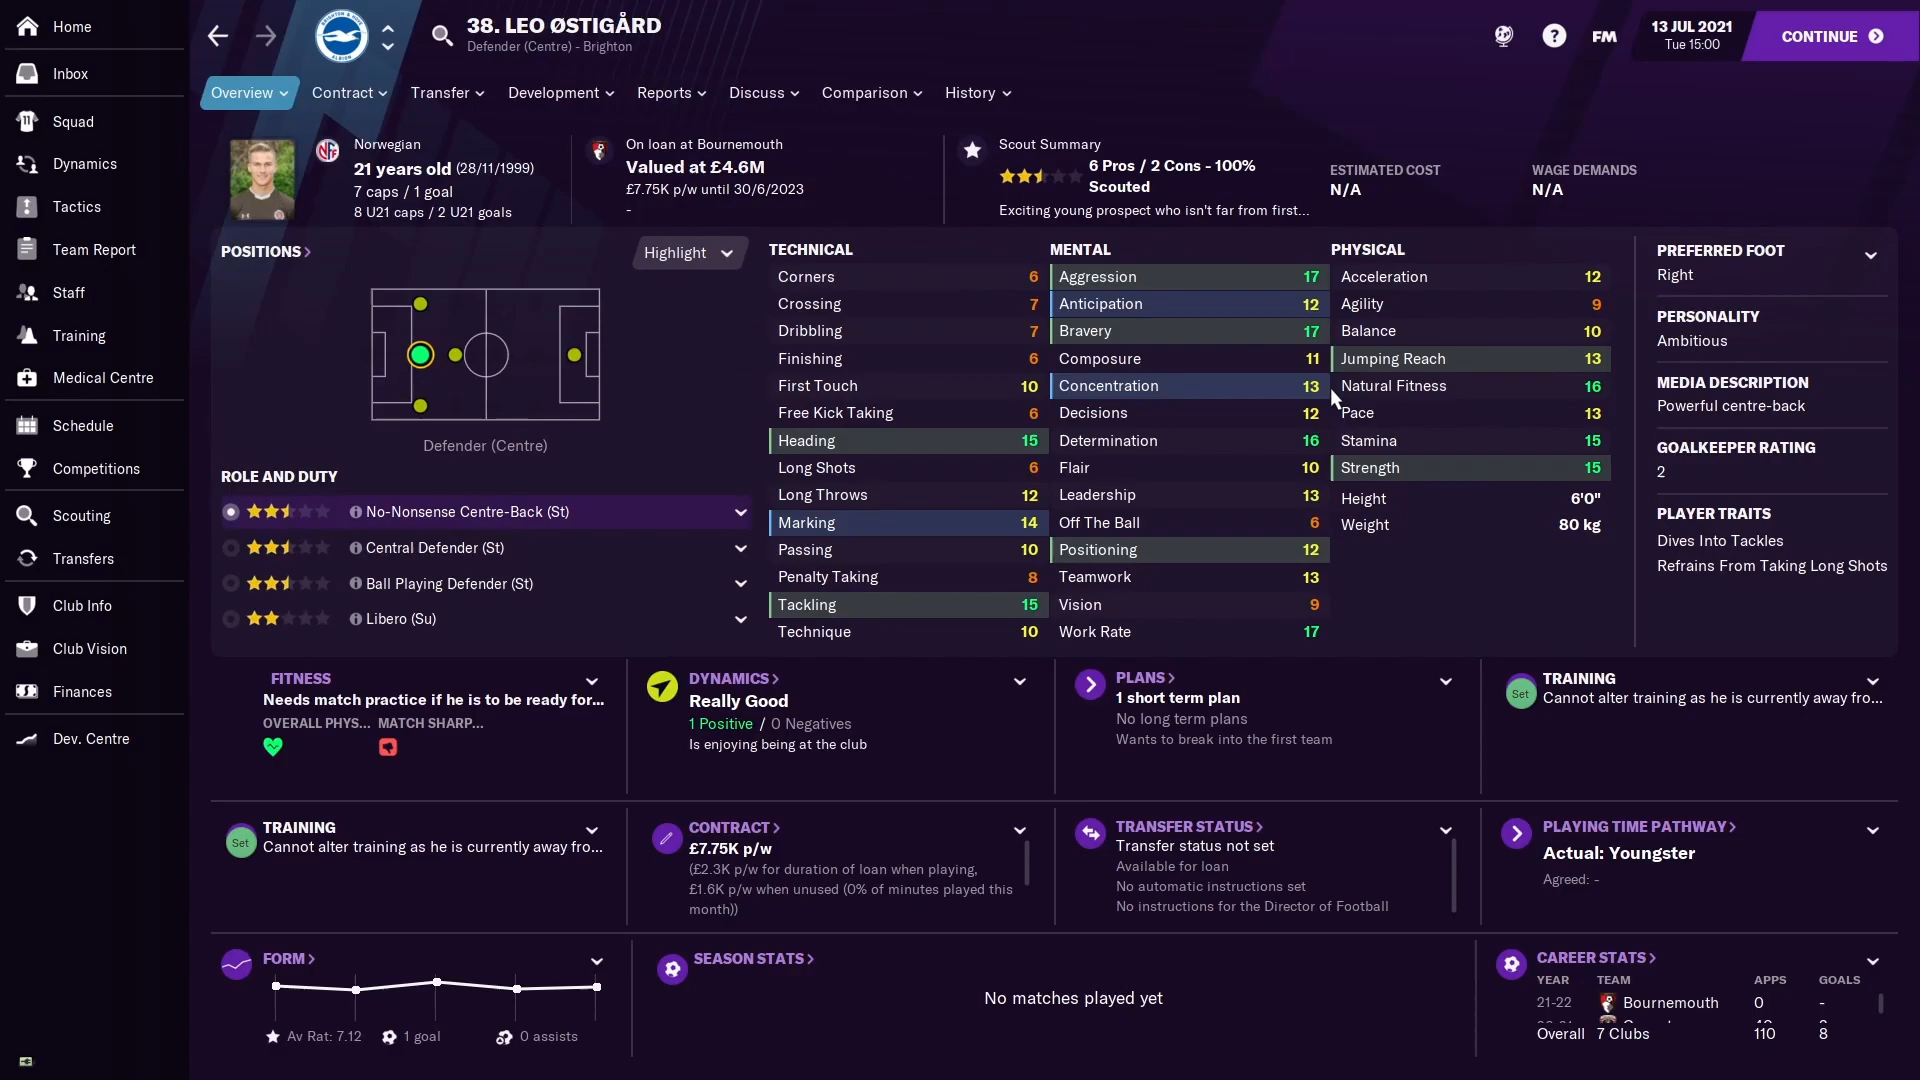 Home
Inbox
Squad
Dynamics
Tactics
Team Report
Staff
Training
Medical Centre
Schedule
Competitions
Scouting
Transfers
Club Info
Club Vision
Finances
Dev. Centre
38. LEO ØSTIGÅRD
Defender (Centre) - Brighton
FM
13 JUL 2021
Tue 15:00
CONTINUE
Overview
Contract
Transfer
Development
Reports
Discuss
Comparison
History
Norwegian
21 years old (28/11/1999)
7 caps / 1 goal
8 U21 caps / 2 U21 goals
On loan at Bournemouth
Valued at £4.6M
£7.75K p/w until 30/6/2023
-
Scout Summary
6 Pros / 2 Cons - 100% Scouted
Exciting young prospect who isn't far from first...
ESTIMATED COST
N/A
WAGE DEMANDS
N/A
POSITIONS
Highlight
Defender (Centre)
ROLE AND DUTY
No-Nonsense Centre-Back (St)
Central Defender (St)
Ball Playing Defender (St)
Libero (Su)
TECHNICAL
Corners 6
Crossing 7
Dribbling 7
Finishing 6
First Touch 10
Free Kick Taking 6
Heading 15
Long Shots 6
Long Throws 12
Marking 14
Passing 10
Penalty Taking 8
Tackling 15
Technique 10
MENTAL
Aggression 17
Anticipation 12
Bravery 17
Composure 11
Concentration 13
Decisions 12
Determination 16
Flair 10
Leadership 13
Off The Ball 6
Positioning 12
Teamwork 13
Vision 9
Work Rate 17
PHYSICAL
Acceleration 12
Agility 9
Balance 10
Jumping Reach 13
Natural Fitness 16
Pace 13
Stamina 15
Strength 15
Height 6'0"
Weight 80 kg
PREFERRED FOOT
Right
PERSONALITY
Ambitious
MEDIA DESCRIPTION
Powerful centre-back
GOALKEEPER RATING
2
PLAYER TRAITS
Dives Into Tackles
Refrains From Taking Long Shots
FITNESS
Needs match practice if he is to be ready for...
OVERALL PHYS... MATCH SHARP...
DYNAMICS
Really Good
1 Positive / 0 Negatives
Is enjoying being at the club
PLANS
1 short term plan
No long term plans
Wants to break into the first team
Set
TRAINING
Cannot alter training as he is currently away fro...
Set
TRAINING
Cannot alter training as he is currently away fro...
CONTRACT
£7.75K p/w
(£2.3K p/w for duration of loan when playing,
£1.6K p/w when unused (0% of minutes played this
month))
TRANSFER STATUS
Transfer status not set
Available for loan
No automatic instructions set
No instructions for the Director of Football
PLAYING TIME PATHWAY
Actual: Youngster
Agreed: -
FORM
Av Rat: 7.12 1 goal 0 assists
SEASON STATS
No matches played yet
CAREER STATS
YEAR TEAM APPS GOALS
21-22 Bournemouth 0 -
Overall 7 Clubs 110 8